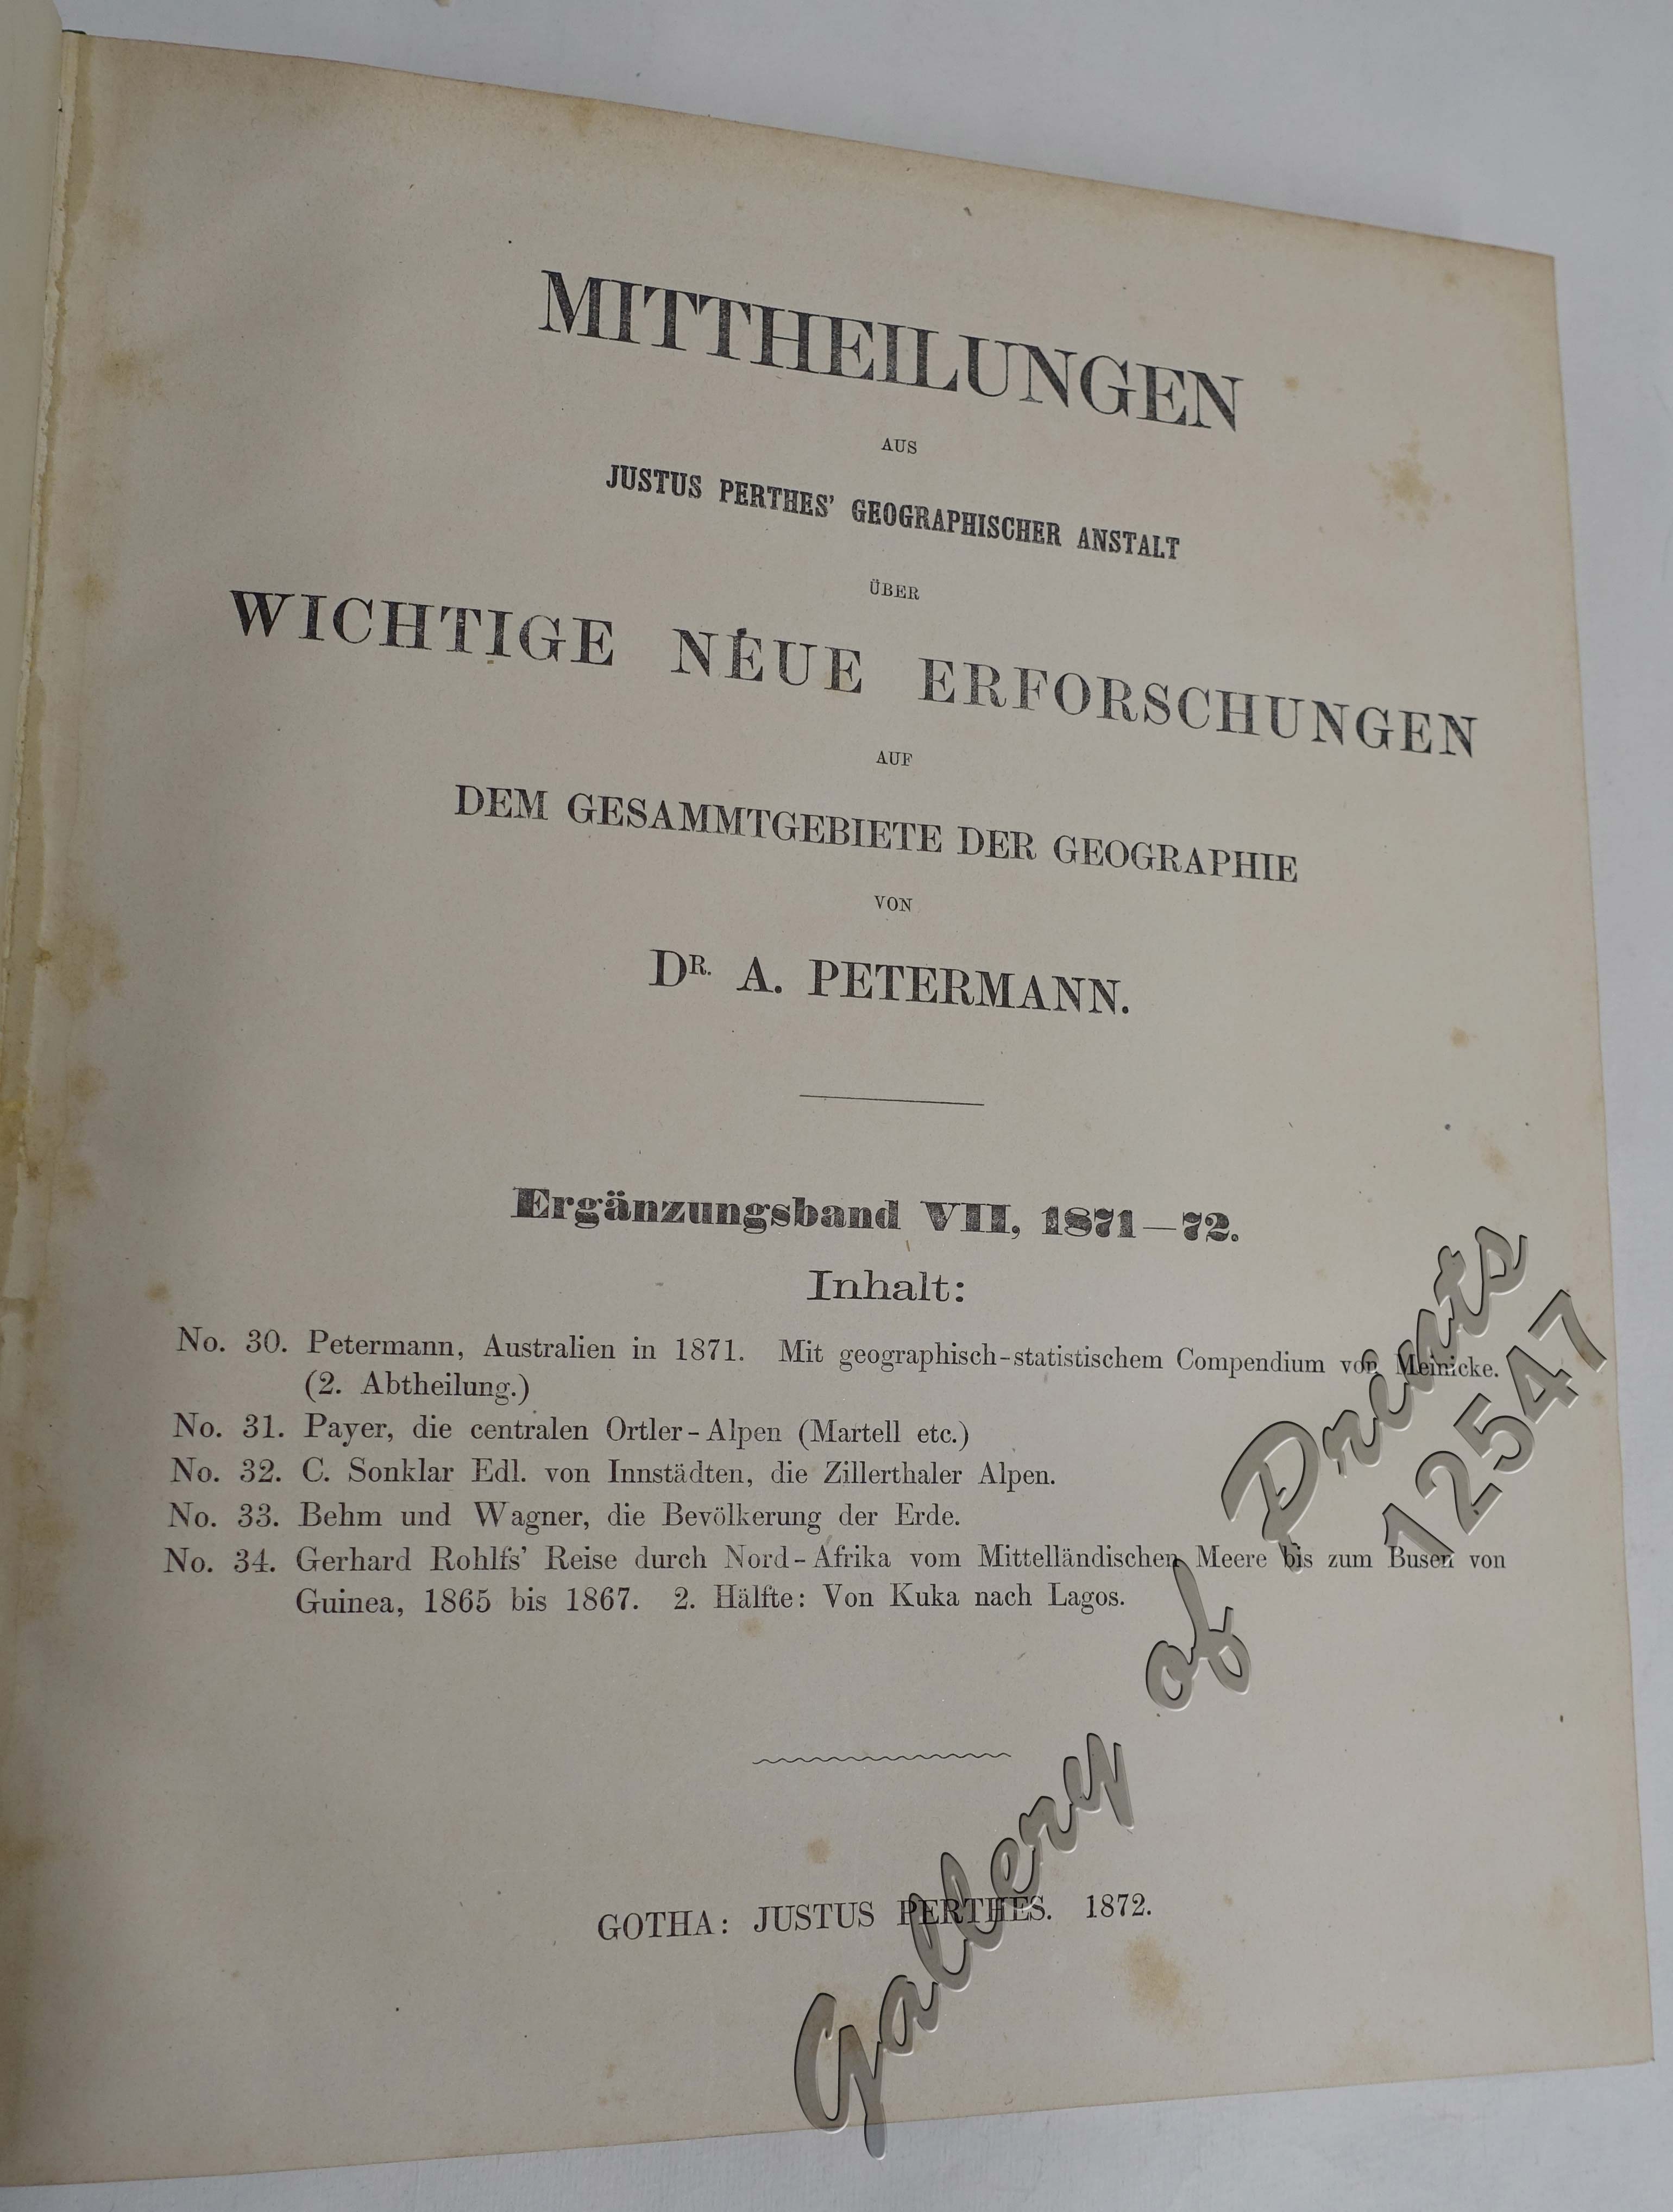 MITTHEILUNGEN
AUS
JUSTUS PERTHES' GEOGRAPHISCHER ANSTALT
ÜBER
WICHTIGE NEUE ERFORSCHUNGEN
AUF
DEM GESAMMTGEBIETE DER GEOGRAPHIE
VON
DR. A. PETERMANN.
Ergänzungsband VII, 1871—72.
Inhalt:
No. 30. Petermann, Australien in 1871. Mit geographisch-statistischem Compendium von Meinicke.
(2. Abtheilung.)
No. 31. Payer, die centralen Ortler-Alpen (Martell etc.)
No. 32. C. Sonklar Edl. von Innstädten, die Zillerthaler Alpen.
No. 33. Behm und Wagner, die Bevölkerung der Erde.
No. 34. Gerhard Rohlfs' Reise durch Nord-Afrika vom Mittelländischen Meere bis zum Busen von
Guinea, 1865 bis 1867. 2. Hälfte: Von Kuka nach Lagos.
GOTHA: JUSTUS PERTHES. 1872.
Gallery of Prints
12547